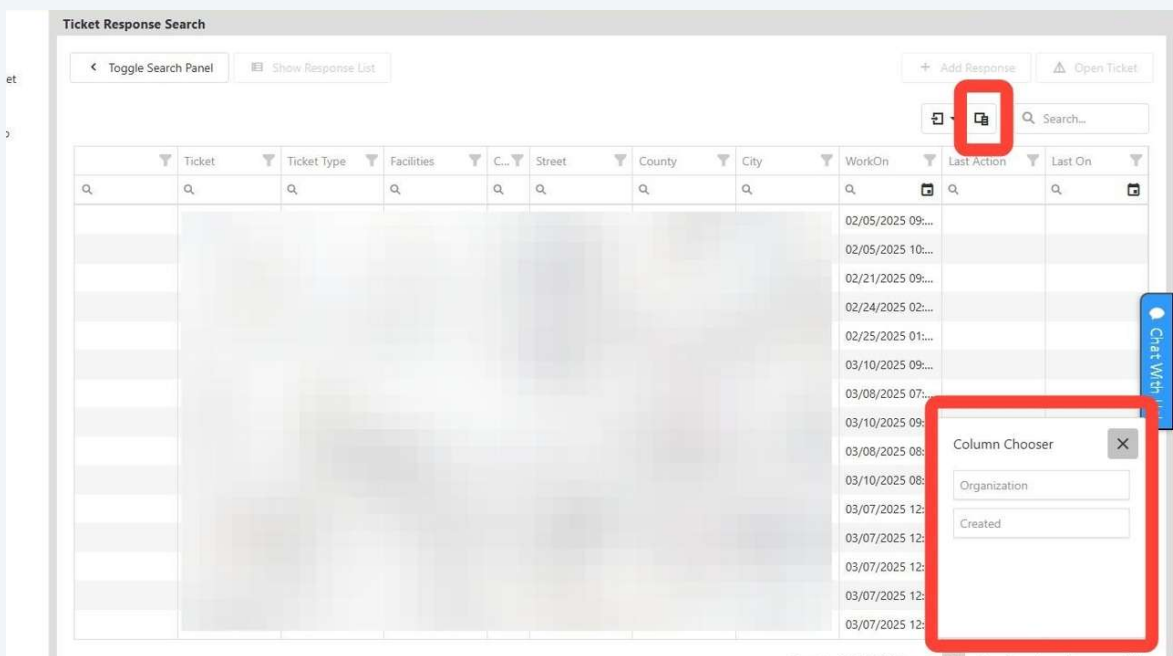 Ticket Response Search
et
Toggle Search Panel
Show Response List
+ Add Response
Open Ticket
Search...
Ticket
Ticket Type
Facilities
C...
Street
County
City
WorkOn
Last Action
Last On
02/05/2025 09:...
02/05/2025 10:...
02/21/2025 09:...
02/24/2025 02:...
02/25/2025 01:...
03/10/2025 09:...
03/08/2025 07:...
03/10/2025 09:
03/08/2025 08:
03/10/2025 08:
03/07/2025 12:
03/07/2025 12:
03/07/2025 12:
03/07/2025 12:
03/07/2025 12:
Chat With
Column Chooser
Organization
Created